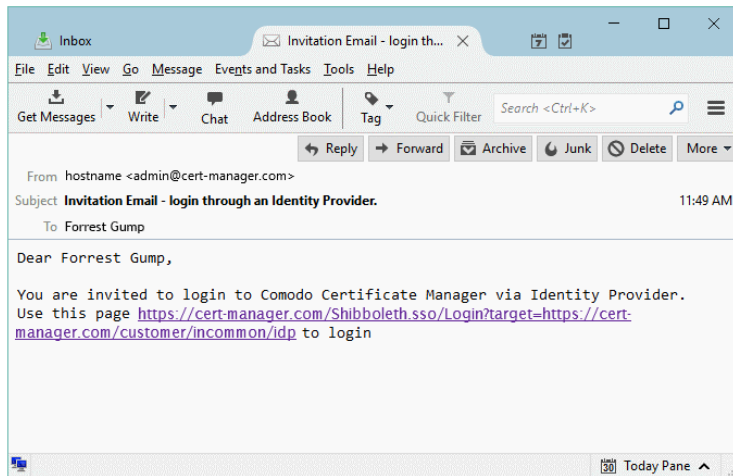 Inbox
Invitation Email - login th...
File Edit View Go Message Events and Tasks Tools Help
Get Messages Write Chat Address Book Tag Quick Filter Search <Ctrl+K>
Reply Forward Archive Junk Delete More
From hostname <admin@cert-manager.com>
Subject Invitation Email - login through an Identity Provider. 11:49 AM
To Forrest Gump
Dear Forrest Gump,
You are invited to login to Comodo Certificate Manager via Identity Provider.
Use this page https://cert-manager.com/Shibboleth.sso/Login?target=https://cert-
manager.com/customer/incommon/idp to login
30 Today Pane